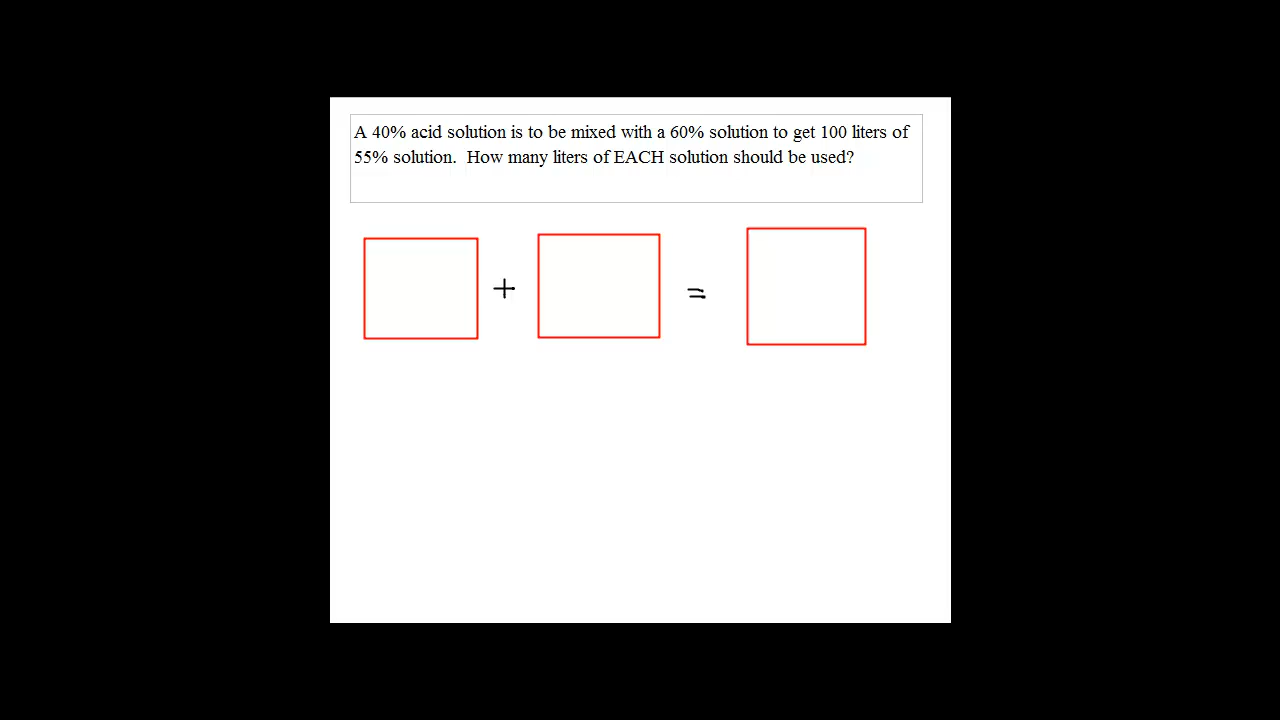 A 40% acid solution is to be mixed with a 60% solution to get 100 liters of
55% solution.  How many liters of EACH solution should be used?
+ =